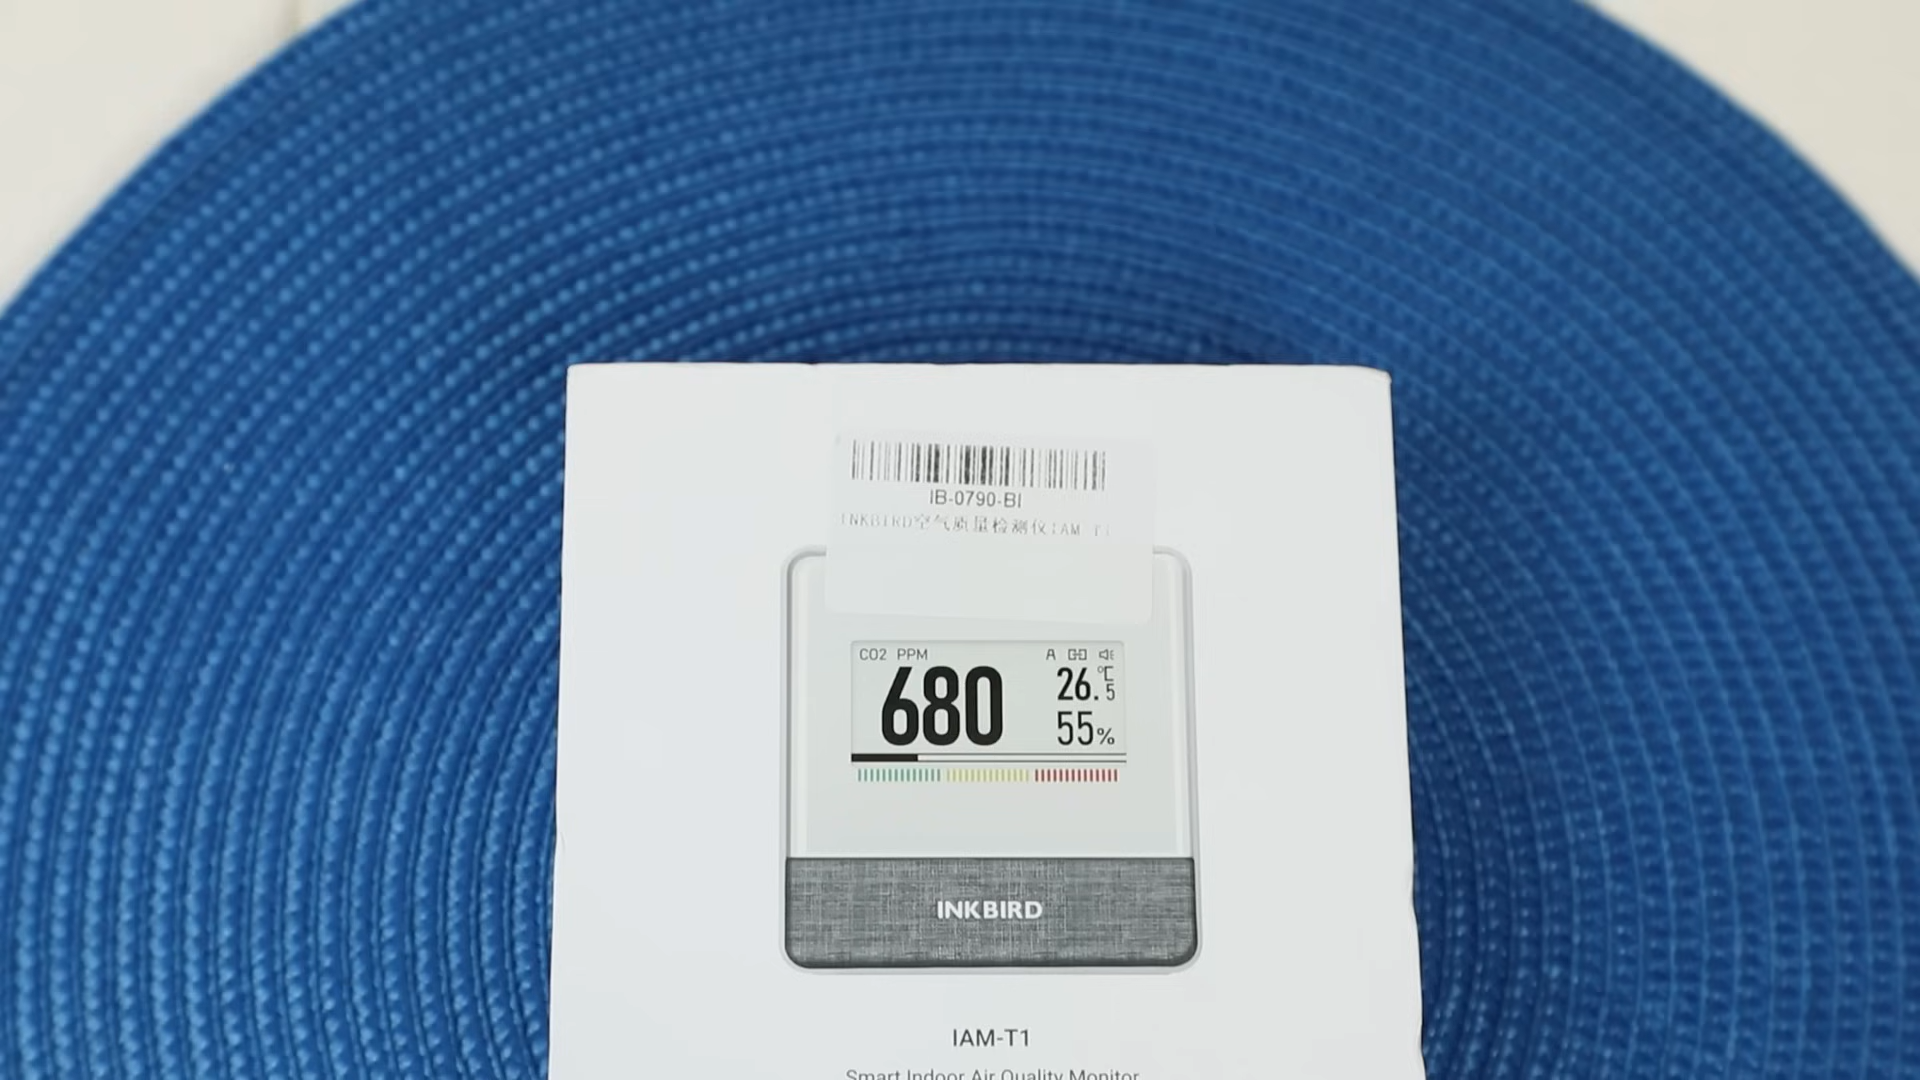 IB-0790-BI
INKBIRD空气质量检测仪IAM T1
CO2 PPM
680
26.5℃
55%
INKBIRD
IAM-T1
Smart Indoor Air Quality Monitor